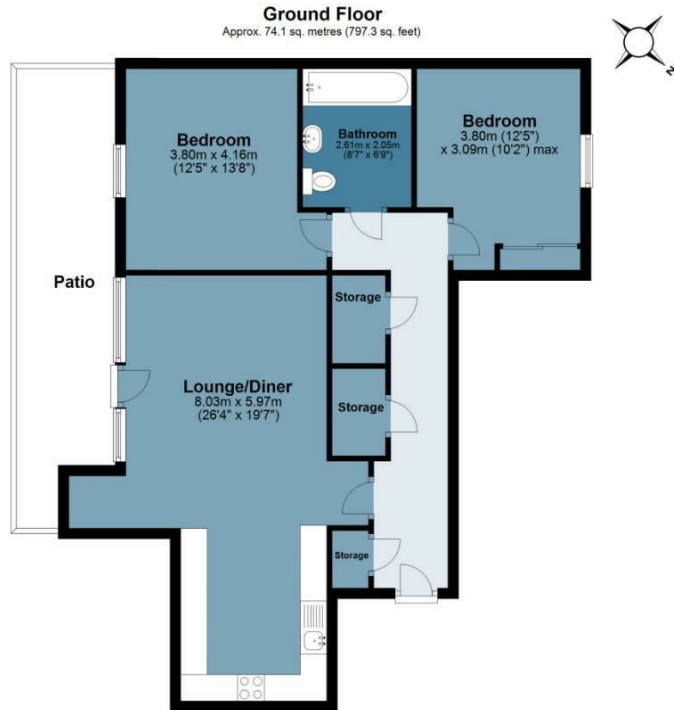 Ground Floor
Approx. 74.1 sq. metres (797.3 sq. feet)
N
Bedroom
3.80m x 4.16m
(12'5" x 13'8")
Bathroom
2.61m x 2.05m
(8'7" x 6'9")
Bedroom
3.80m (12'5")
x 3.09m (10'2") max
Patio
Storage
Lounge/Diner
8.03m x 5.97m
(26'4" x 19'7")
Storage
Storage